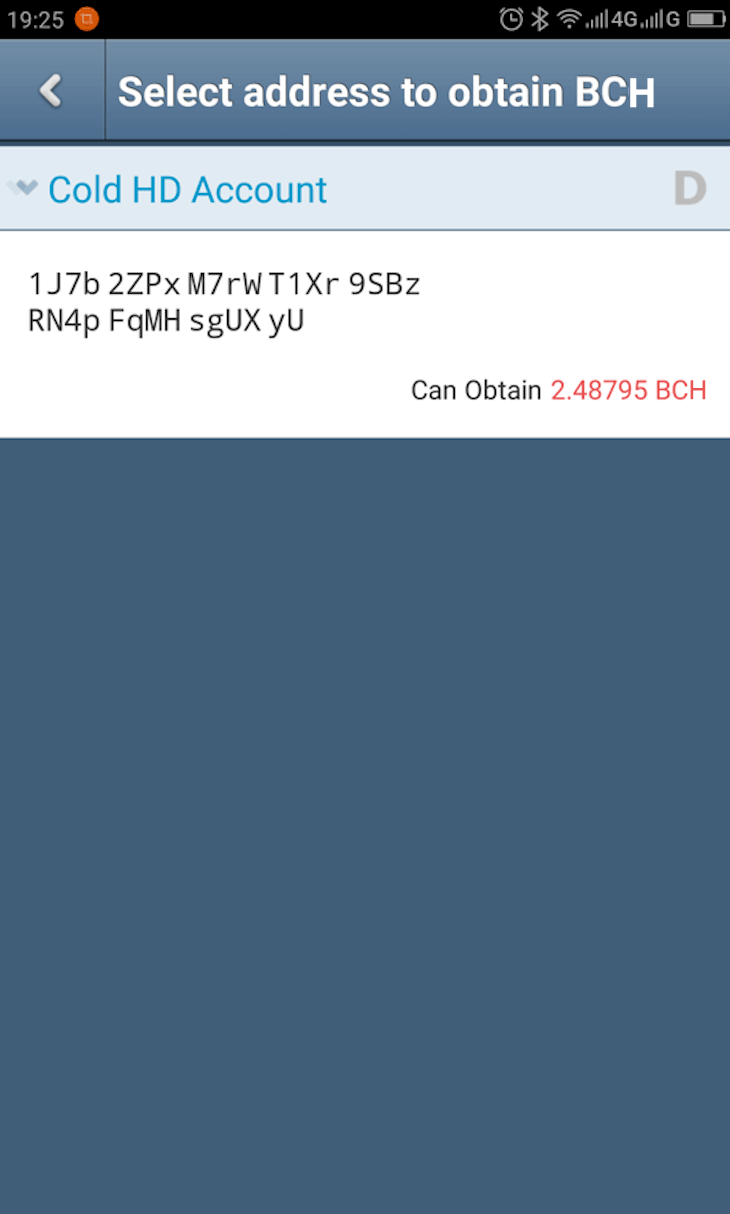 19:25 4G G
Select address to obtain BCH
Cold HD Account D
1J7b 2ZPx M7rW T1Xr 9SBz
RN4p FqMH sgUX yU
Can Obtain 2.48795 BCH